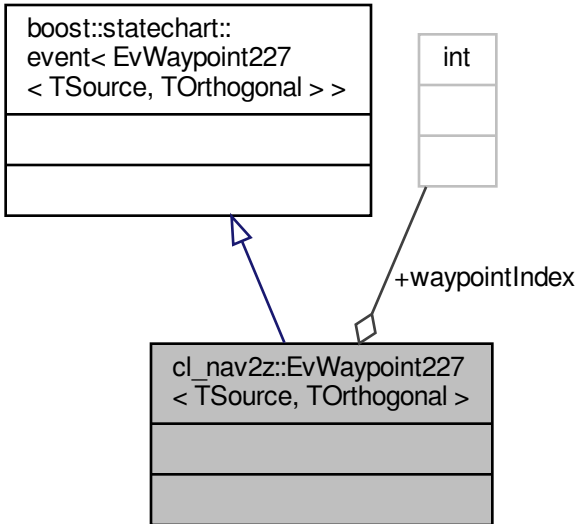 boost::statechart::
event< EvWaypoint227
< TSource, TOrthogonal > >
int
+waypointIndex
cl_nav2z::EvWaypoint227
< TSource, TOrthogonal >